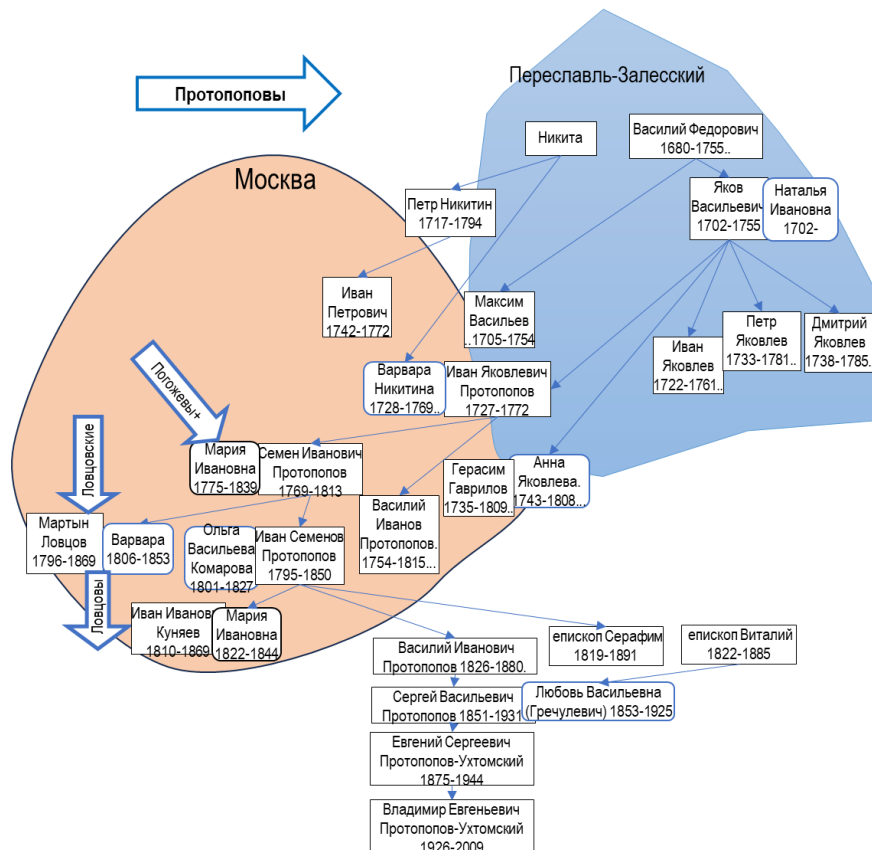 Переславль-Залесский
Протопоповы
Никита
Василий Федорович
1680-1755..
Москва
Петр Никитин
1717-1794
Яков
Васильевич
1702-1755
Наталья
Ивановна
1702-
Иван
Петрович
1742-1772
Максим
Васильев
..1705-1754
Иван
Яковлев
1722-1761..
Петр
Яковлев
1733-1781..
Дмитрий
Яковлев
1738-1785..
Погожевы+
Варвара
Никитина
1728-1769..
Иван Яковлевич
Протопопов
1727-1772
Ловцовские
Мария
Ивановна
1775-1839
Семен Иванович
Протопопов
1769-1813
Герасим
Гаврилов
1735-1809..
Анна
Яковлева.
1743-1808...
Василий
Иванов
Протопопов.
1754-1815...
Мартын
Ловцов
1796-1869
Варвара
1806-1853
Ольга
Васильева
Комарова
1801-1827
Иван Семенов
Протопопов
1795-1850
Ловцовы
Иван Иванов
Куняев
1810-1869
Мария
Ивановна
1822-1844
Василий Иванович
Протопопов 1826-1880.
епископ Серафим
1819-1891
епископ Виталий
1822-1885
Сергей Васильевич
Протопопов 1851-1931
Любовь Васильевна
(Гречулевич) 1853-1925
Евгений Сергеевич
Протопопов-Ухтомский
1875-1944
Владимир Евгеньевич
Протопопов-Ухтомский
1926-2009